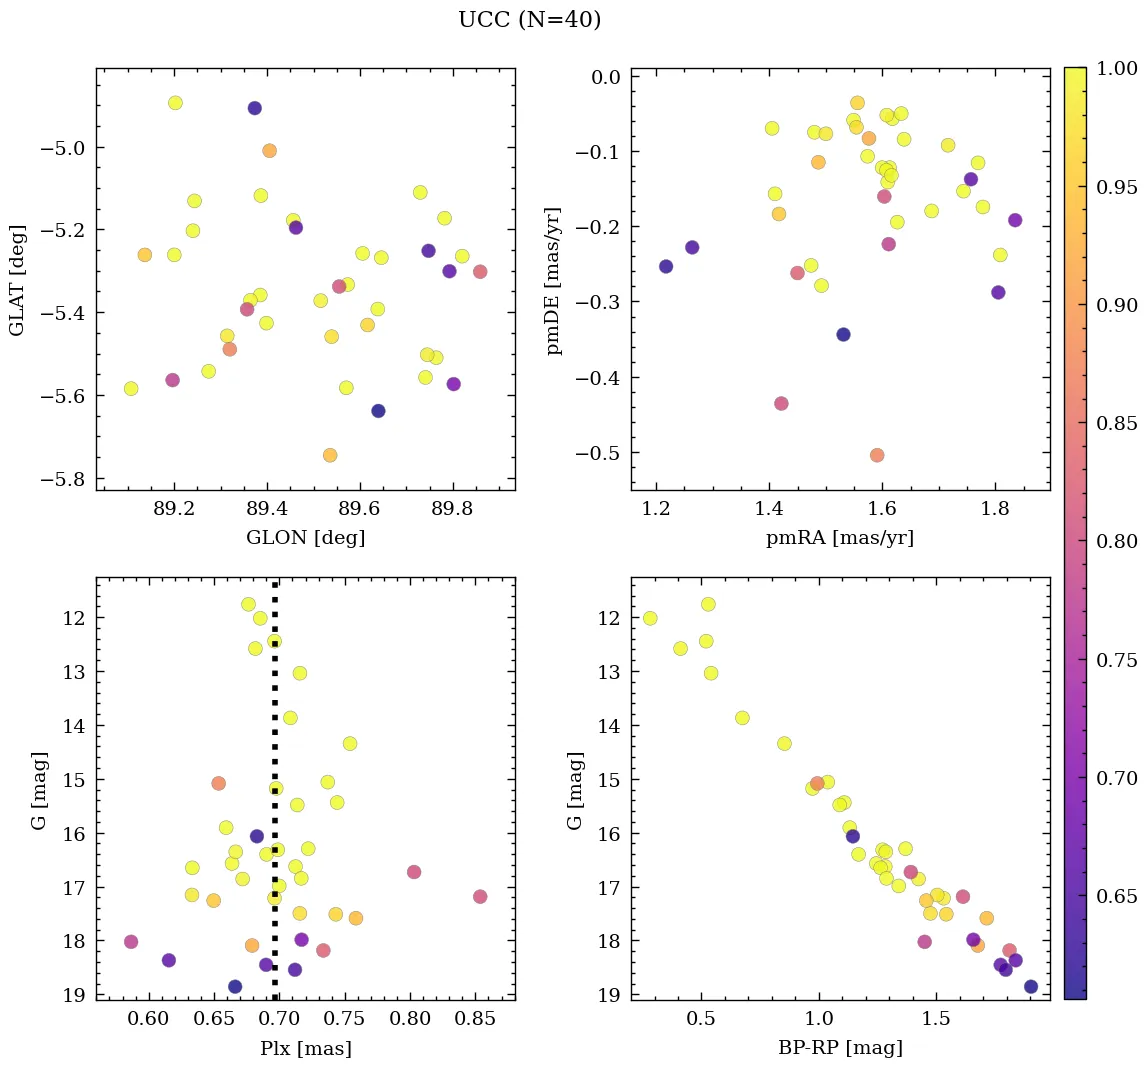 UCC (N=40)
−5.0
−5.2
−5.4
−5.6
−5.8
GLAT [deg]
89.2 89.4 89.6 89.8
GLON [deg]
0.0
−0.1
−0.2
−0.3
−0.4
−0.5
pmDE [mas/yr]
1.2 1.4 1.6 1.8
pmRA [mas/yr]
12
13
14
15
16
17
18
19
G [mag]
0.60 0.65 0.70 0.75 0.80 0.85
Plx [mas]
12
13
14
15
16
17
18
19
G [mag]
0.5 1.0 1.5
BP-RP [mag]
1.00
0.95
0.90
0.85
0.80
0.75
0.70
0.65